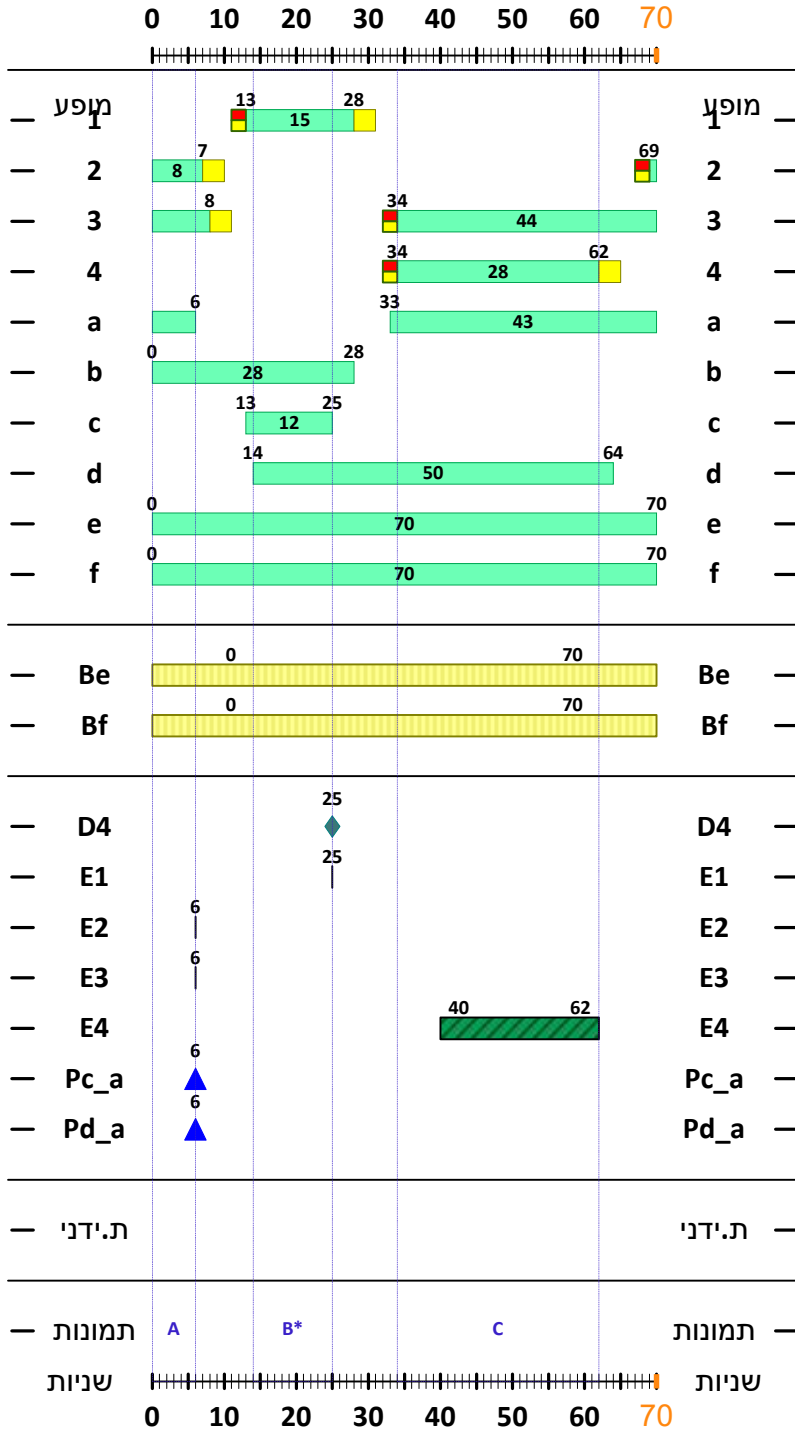 0 10 20 30 40 50 60 70
מופע מופע
13 28
1 15 1
7 69
2 8 2
8 34
3 44 3
34 62
4 28 4
6 33
a 43 a
0 28
b 28 b
13 25
c 12 c
14 64
d 50 d
0 70
e 70 e
0 70
f 70 f
0 70
Be Be
0 70
Bf Bf
25
D4 D4
25
E1 E1
6
E2 E2
6
E3 E3
40 62
E4 E4
6
Pc_a Pc_a
6
Pd_a Pd_a
ת.ידני ת.ידני
תמונות A B* C תמונות
שניות שניות
0 10 20 30 40 50 60 70